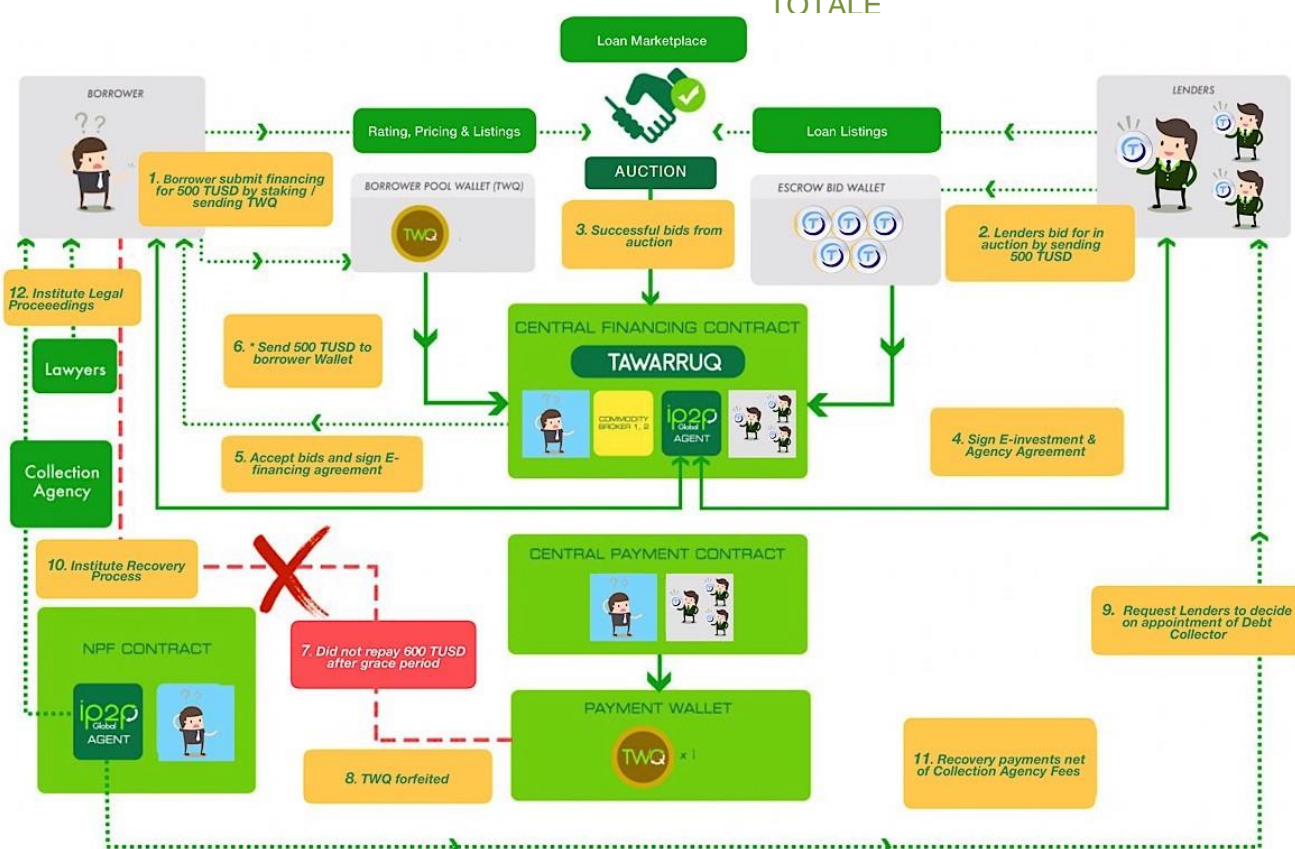 TOTALE
Loan Marketplace
BORROWER
LENDERS
Rating, Pricing & Listings
Loan Listings
AUCTION
1. Borrower submit financing
for 500 TUSD by staking /
sending TWQ
BORROWER POOL WALLET (TWQ)
TWQ
3. Successful bids from
auction
ESCROW BID WALLET
2. Lenders bid for in
auction by sending
500 TUSD
12. Institute Legal
Proceeedings
Lawyers
6. * Send 500 TUSD to
borrower Wallet
CENTRAL FINANCING CONTRACT
TAWARRUQ
COMMODITY
BROKER 1, 2
ip2p
Global
AGENT
5. Accept bids and sign E-
financing agreement
4. Sign E-investment &
Agency Agreement
Collection
Agency
10. Institute Recovery
Process
CENTRAL PAYMENT CONTRACT
9. Request Lenders to decide
on appointment of Debt
Collector
NPF CONTRACT
ip2p
Global
AGENT
7. Did not repay 600 TUSD
after grace period
PAYMENT WALLET
TWQ x 1
8. TWQ forfeited
11. Recovery payments net
of Collection Agency Fees